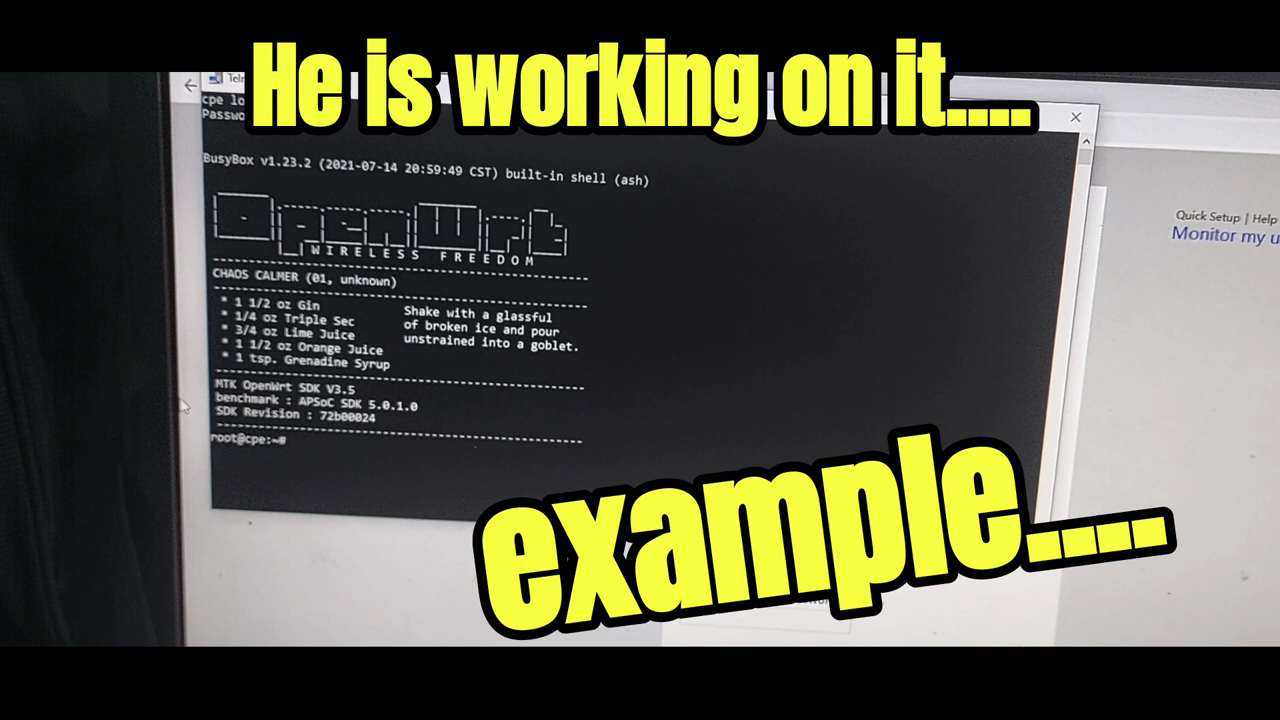 He is working on it....
Teln
cpe lo
Passwo
BusyBox v1.23.2 (2021-07-14 20:59:49 CST) built-in shell (ash)
OpenWrt
WIRELESS FREEDOM
CHAOS CALMER (01, unknown)
* 1 1/2 oz Gin Shake with a glassful
* 1/4 oz Triple Sec of broken ice and pour
* 3/4 oz Lime Juice unstrained into a goblet.
* 1 1/2 oz Orange Juice
* 1 tsp. Grenadine Syrup
MTK OpenWrt SDK V3.5
benchmark : APSoC SDK 5.0.1.0
SDK Revision : 72b00024
root@cpe:~#
Quick Setup | Help
Monitor my u
example....